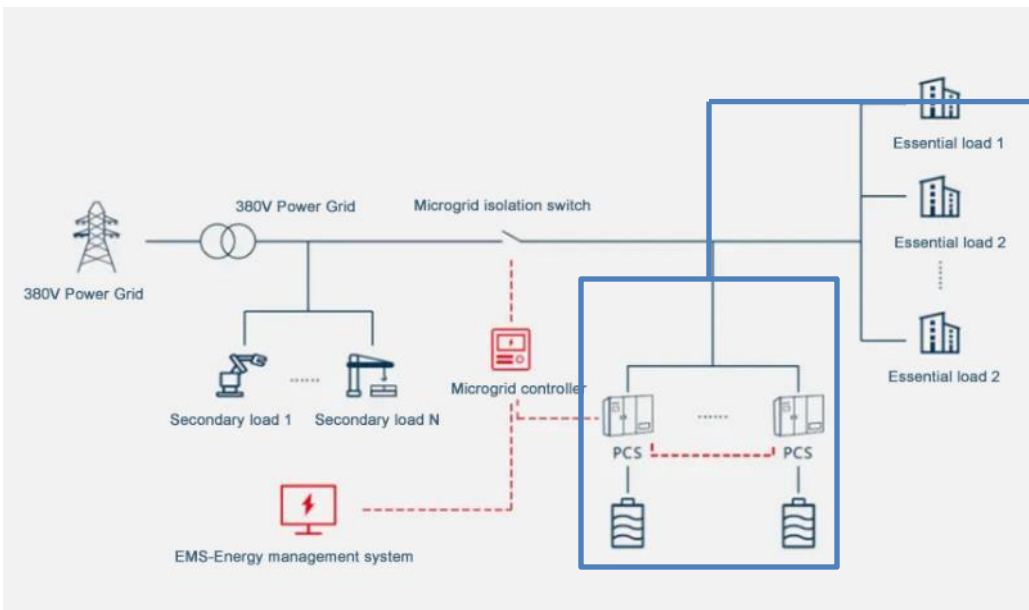 Essential load 1
380V Power Grid
Microgrid isolation switch
Essential load 2
380V Power Grid
Essential load 2
Microgrid controller
Secondary load 1
Secondary load N
PCS
PCS
EMS-Energy management system